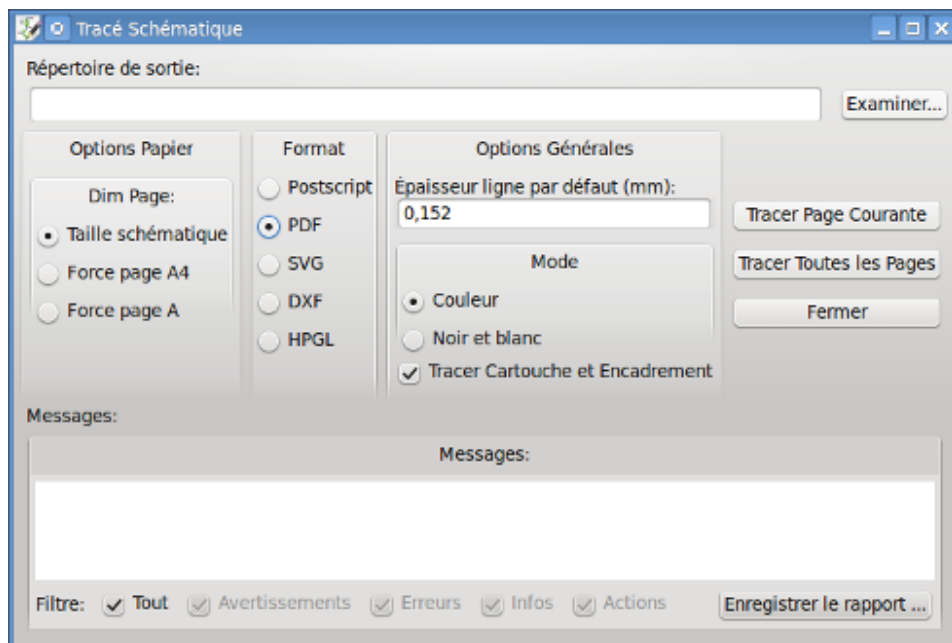 Tracé Schématique
Répertoire de sortie:
Examiner...
Options Papier
Dim Page:
Taille schématique
Force page A4
Force page A
Format
Postscript
PDF
SVG
DXF
HPGL
Options Générales
Épaisseur ligne par défaut (mm):
0,152
Mode
Couleur
Noir et blanc
Tracer Cartouche et Encadrement
Tracer Page Courante
Tracer Toutes les Pages
Fermer
Messages:
Messages:
Filtre: Tout Avertissements Erreurs Infos Actions Enregistrer le rapport ...